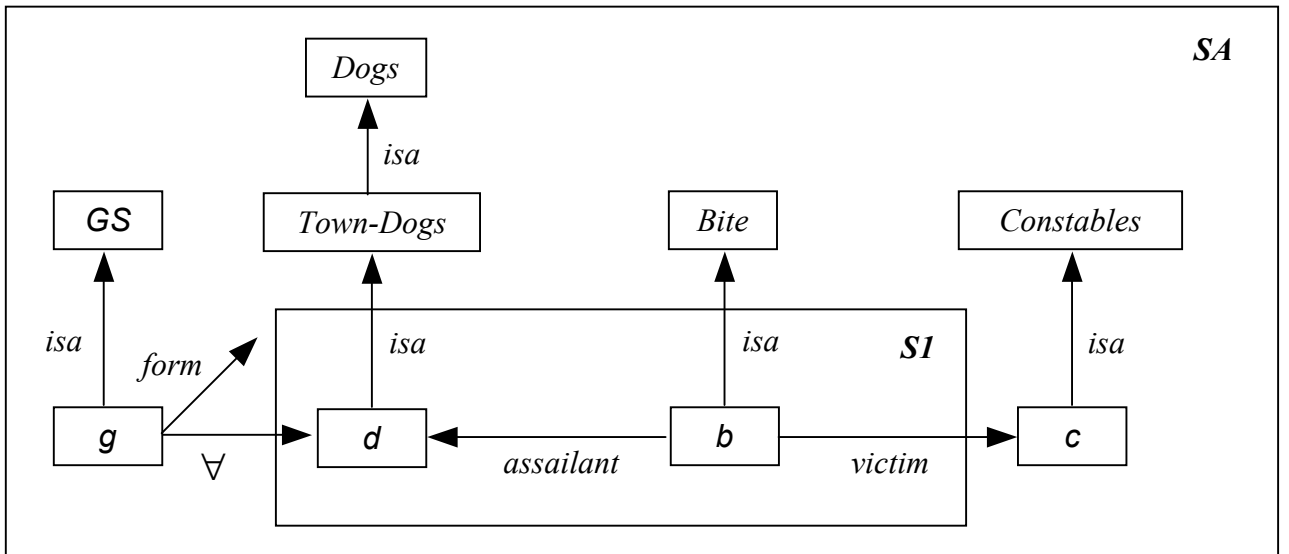 SA
Dogs
isa
GS
Town-Dogs
Bite
Constables
isa
form
isa
isa
S1
isa
g
∀
d
assailant
b
victim
c